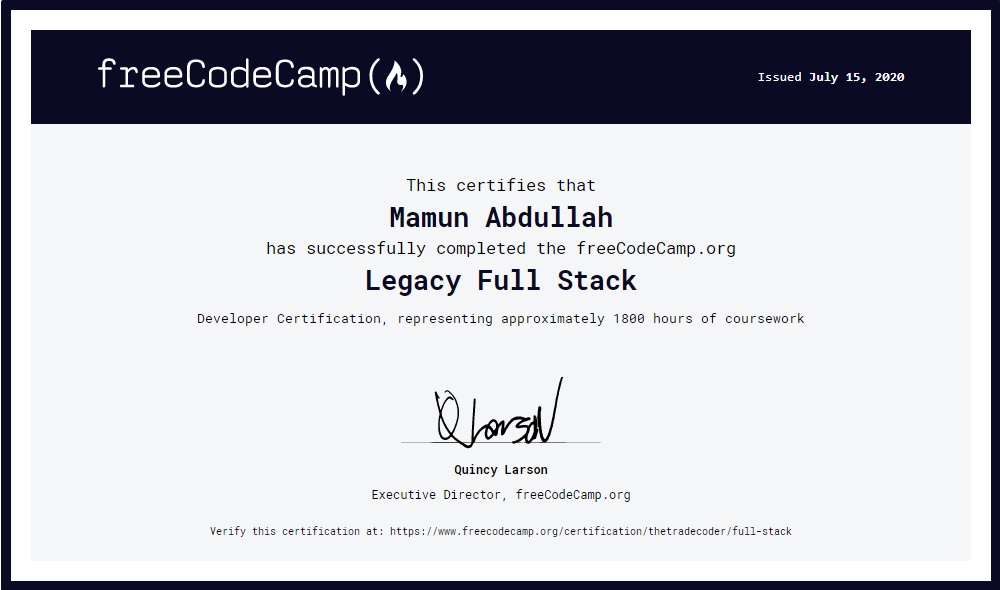 freeCodeCamp(🔥)
Issued July 15, 2020
This certifies that
Mamun Abdullah
has successfully completed the freeCodeCamp.org
Legacy Full Stack
Developer Certification, representing approximately 1800 hours of coursework
Q Larson
Quincy Larson
Executive Director, freeCodeCamp.org
Verify this certification at: https://www.freecodecamp.org/certification/thetradecoder/full-stack